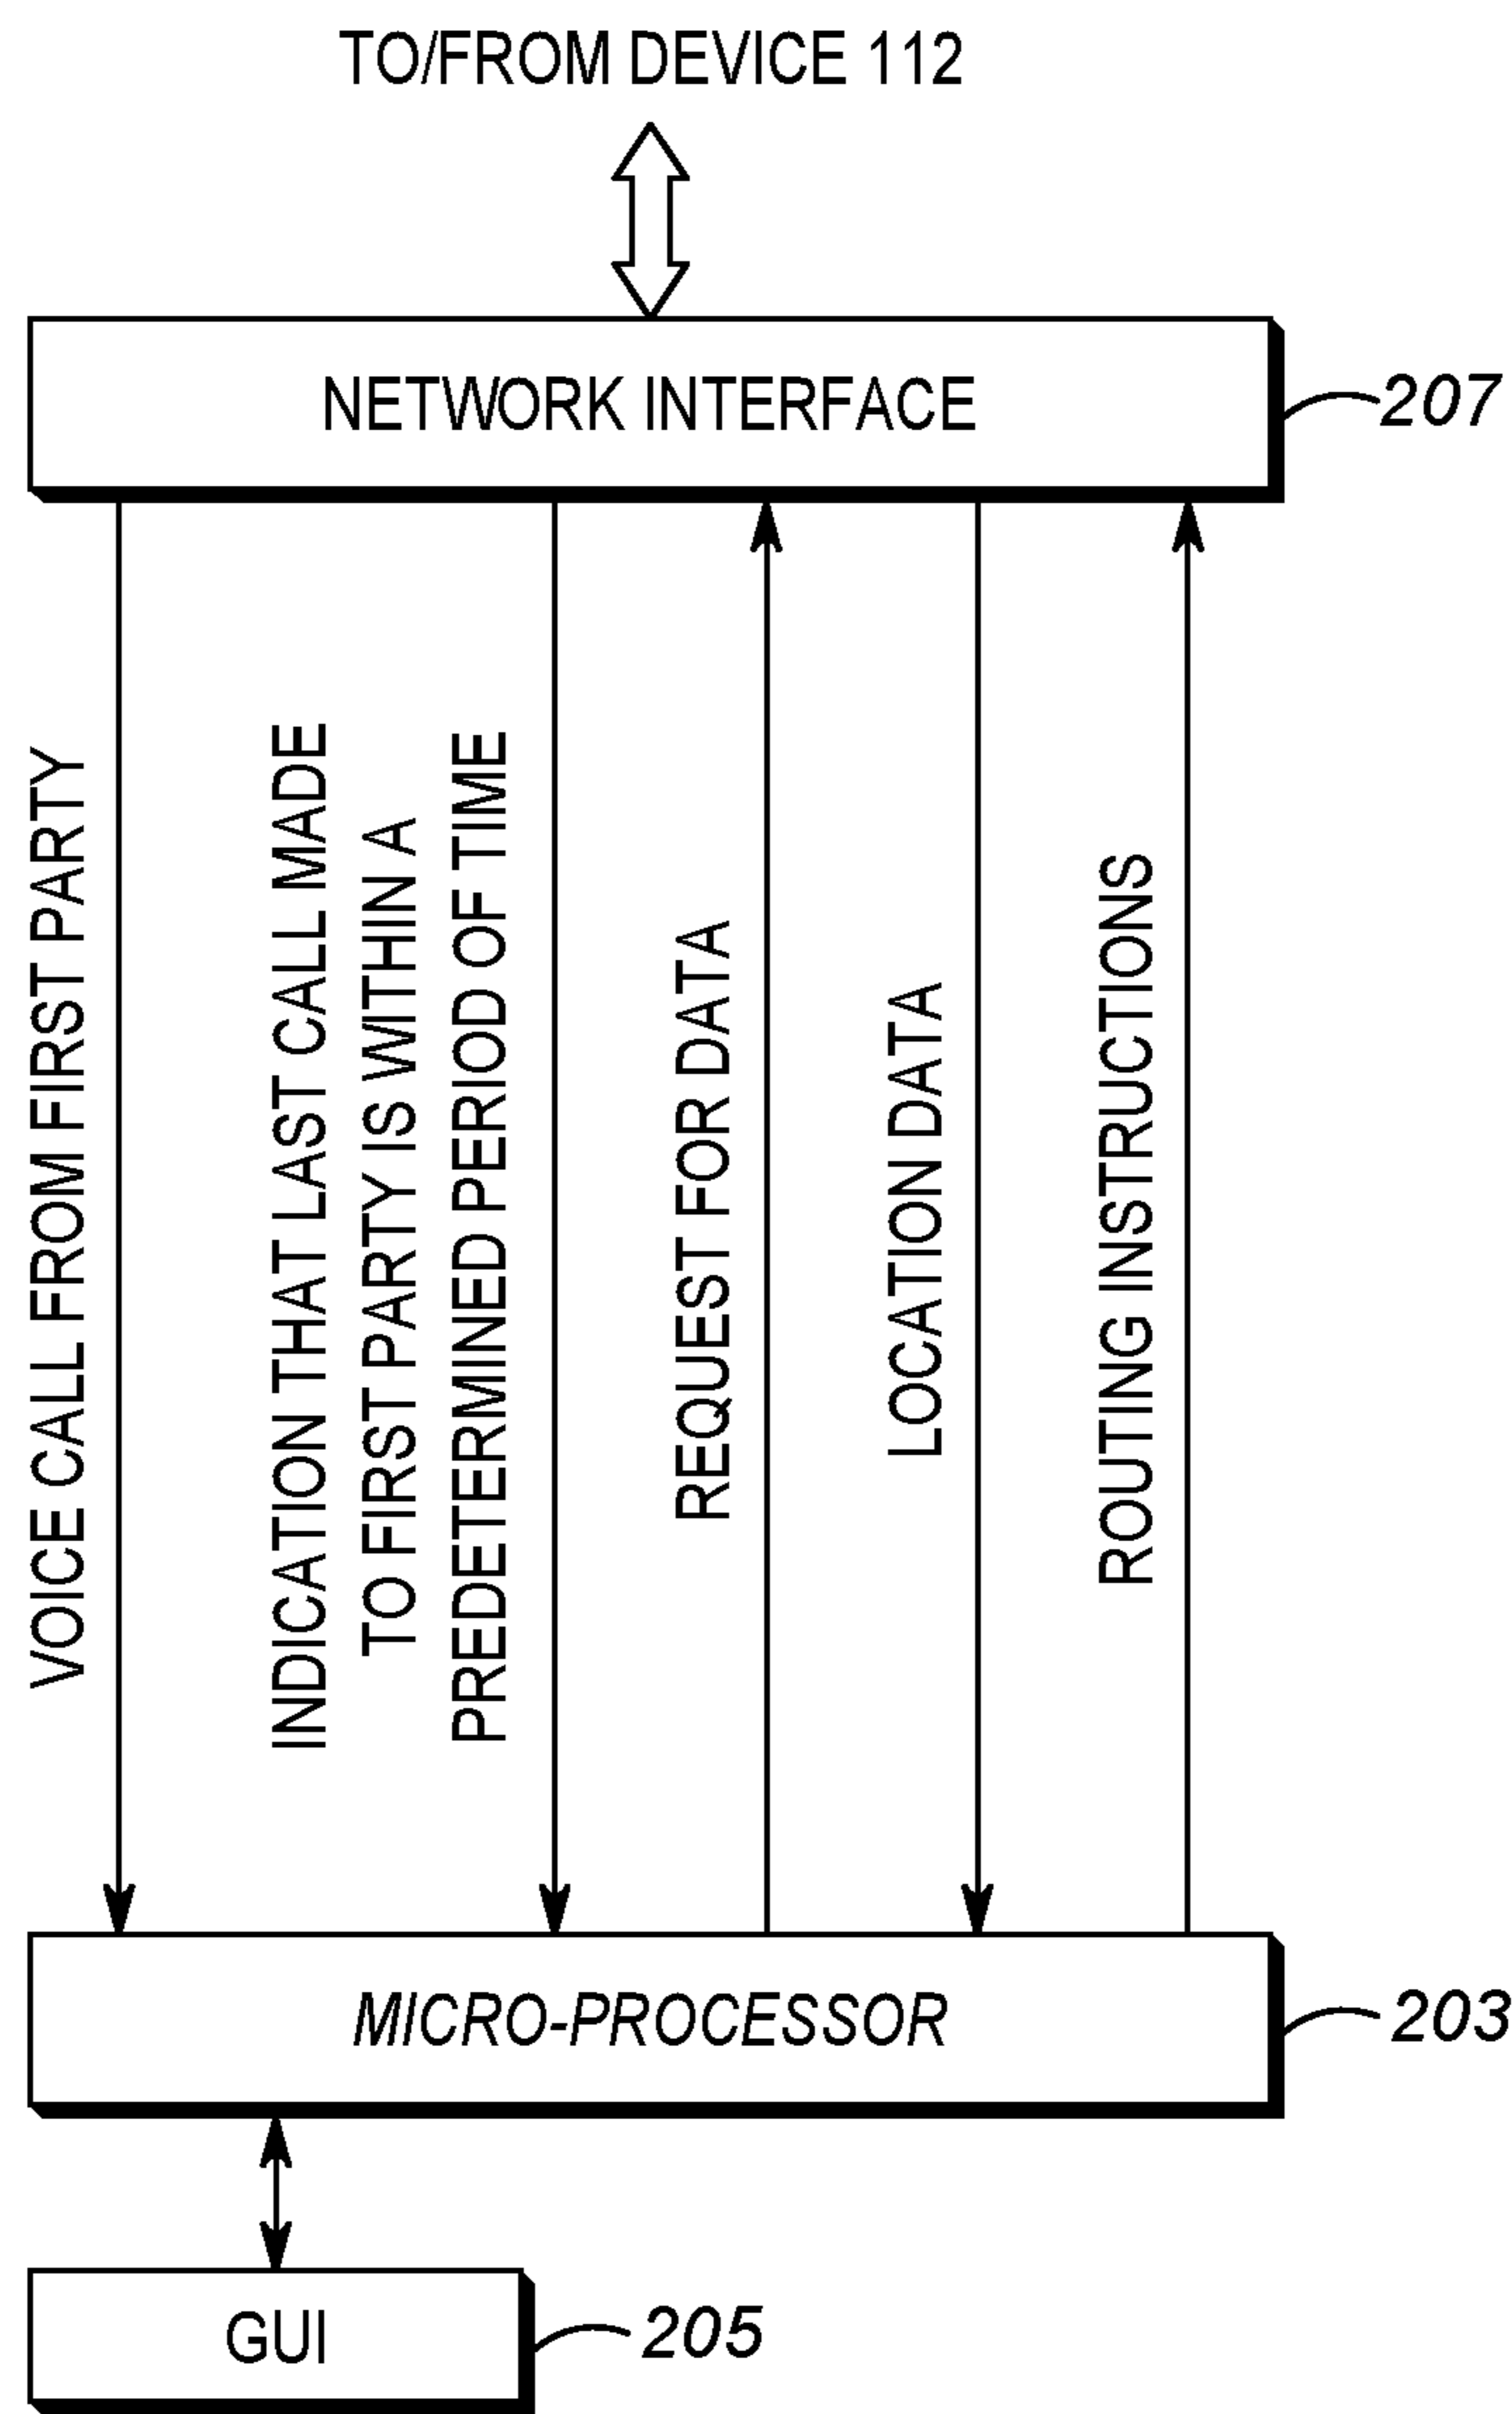 TO/FROM DEVICE 112
NETWORK INTERFACE
207
VOICE CALL FROM FIRST PARTY
INDICATION THAT LAST CALL MADE
TO FIRST PARTY IS WITHIN A
PREDETERMINED PERIOD OF TIME
REQUEST FOR DATA
LOCATION DATA
ROUTING INSTRUCTIONS
MICRO-PROCESSOR
203
GUI
205